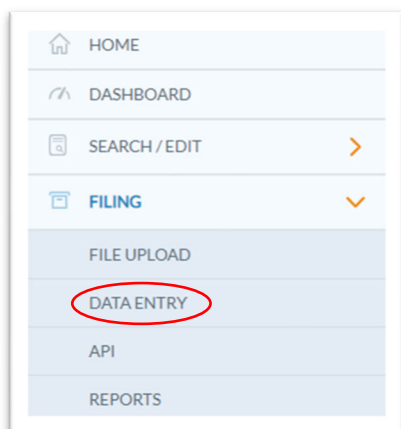 HOME
DASHBOARD
SEARCH / EDIT
FILING
FILE UPLOAD
DATA ENTRY
API
REPORTS